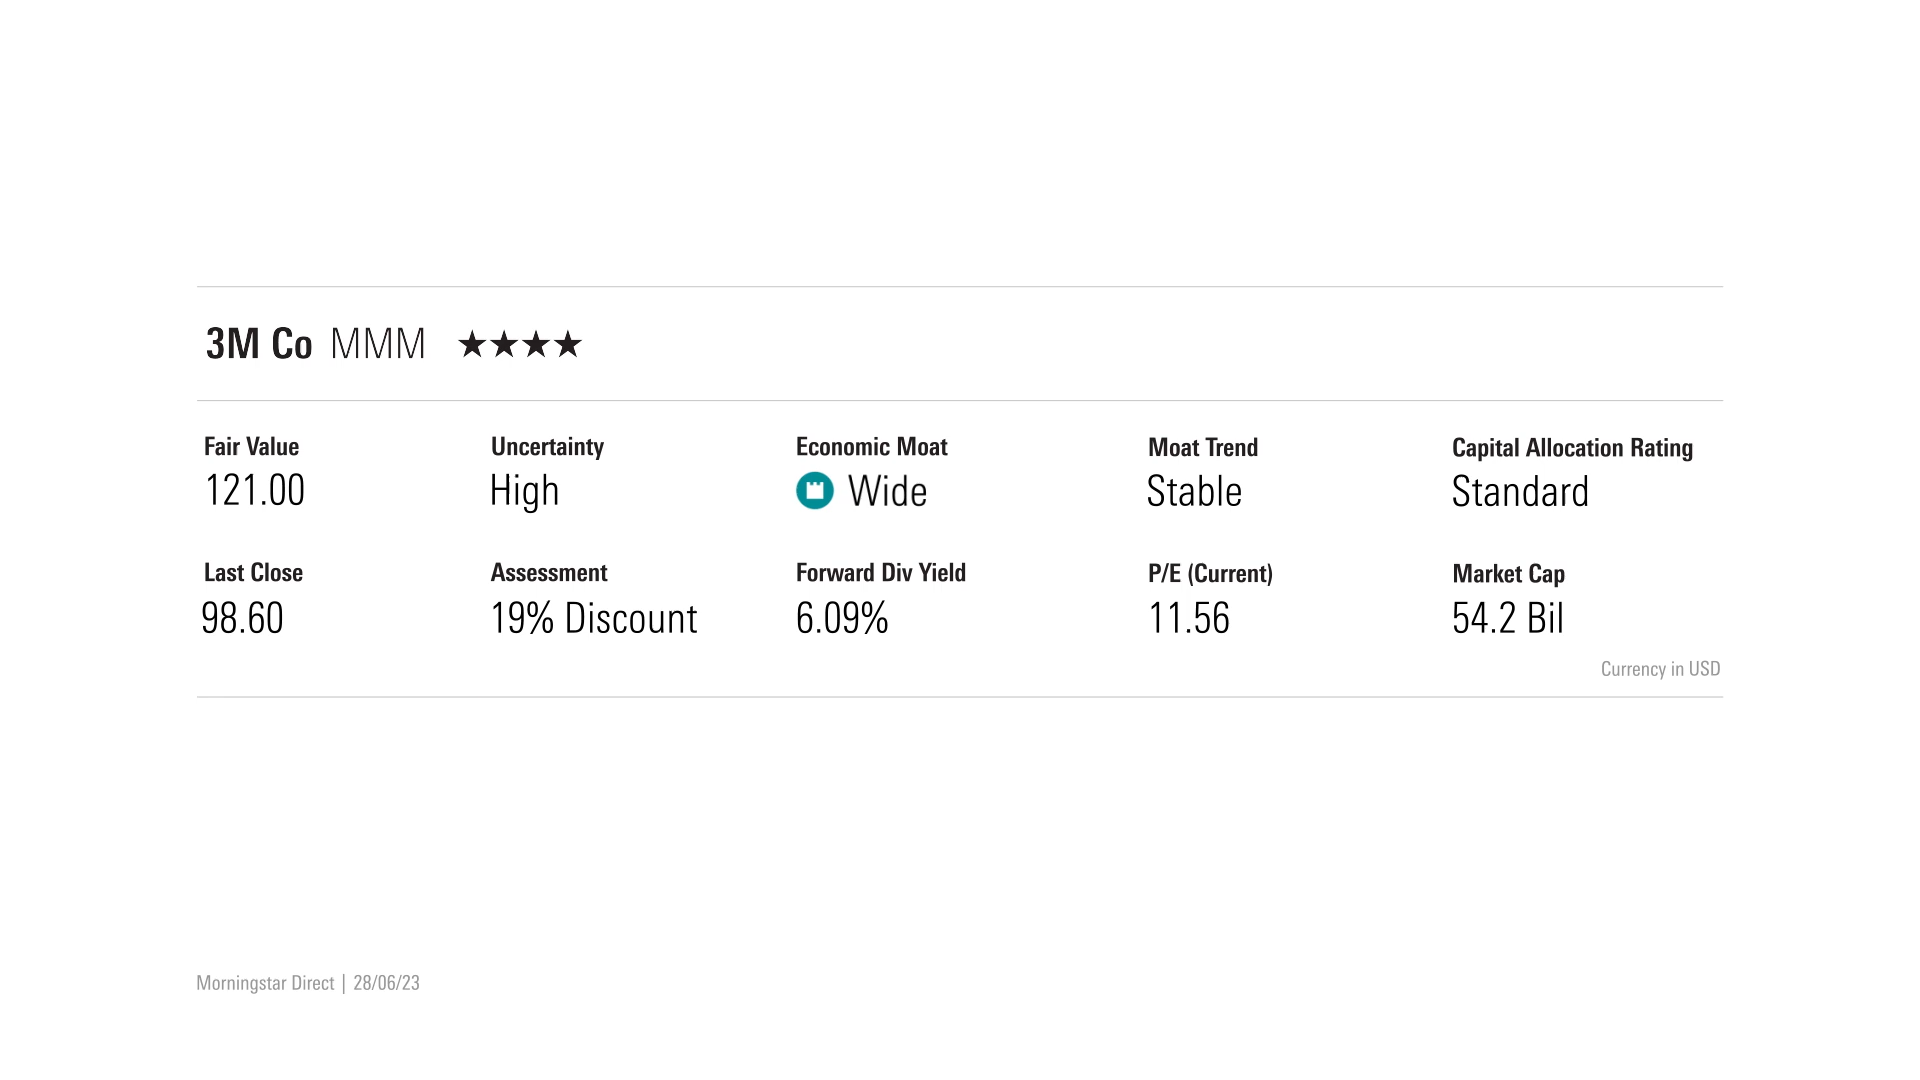 3M Co MMM ★★★★
Fair Value Uncertainty Economic Moat Moat Trend Capital Allocation Rating
121.00 High Wide Stable Standard
Last Close Assessment Forward Div Yield P/E (Current) Market Cap
98.60 19% Discount 6.09% 11.56 54.2 Bil
Currency in USD
Morningstar Direct | 28/06/23